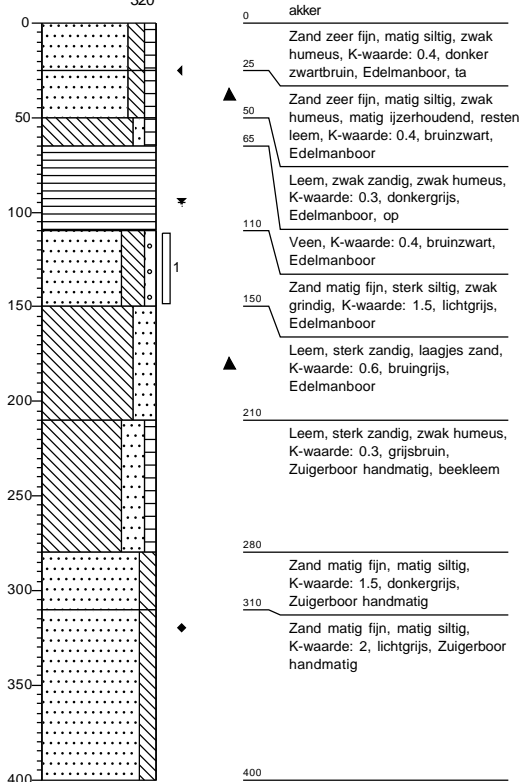 320
0
50
100
150
200
250
300
350
400
1
0
akker
Zand zeer fijn, matig siltig, zwak
humeus, K-waarde: 0.4, donker
zwartbruin, Edelmanboor, ta
25
Zand zeer fijn, matig siltig, zwak
humeus, matig ijzerhoudend, resten
leem, K-waarde: 0.4, bruinzwart,
Edelmanboor
50
Leem, zwak zandig, zwak humeus,
K-waarde: 0.3, donkergrijs,
Edelmanboor, op
65
Veen, K-waarde: 0.4, bruinzwart,
Edelmanboor
110
Zand matig fijn, sterk siltig, zwak
grindig, K-waarde: 1.5, lichtgrijs,
Edelmanboor
150
Leem, sterk zandig, laagjes zand,
K-waarde: 0.6, bruingrijs,
Edelmanboor
210
Leem, sterk zandig, zwak humeus,
K-waarde: 0.3, grijsbruin,
Zuigerboor handmatig, beekleem
280
Zand matig fijn, matig siltig,
K-waarde: 1.5, donkergrijs,
Zuigerboor handmatig
310
Zand matig fijn, matig siltig,
K-waarde: 2, lichtgrijs, Zuigerboor
handmatig
400